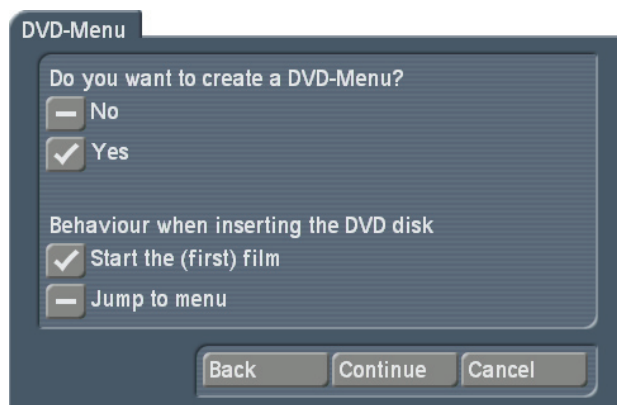 DVD-Menu
Do you want to create a DVD-Menu?
No
Yes
Behaviour when inserting the DVD disk
Start the (first) film
Jump to menu
Back Continue Cancel